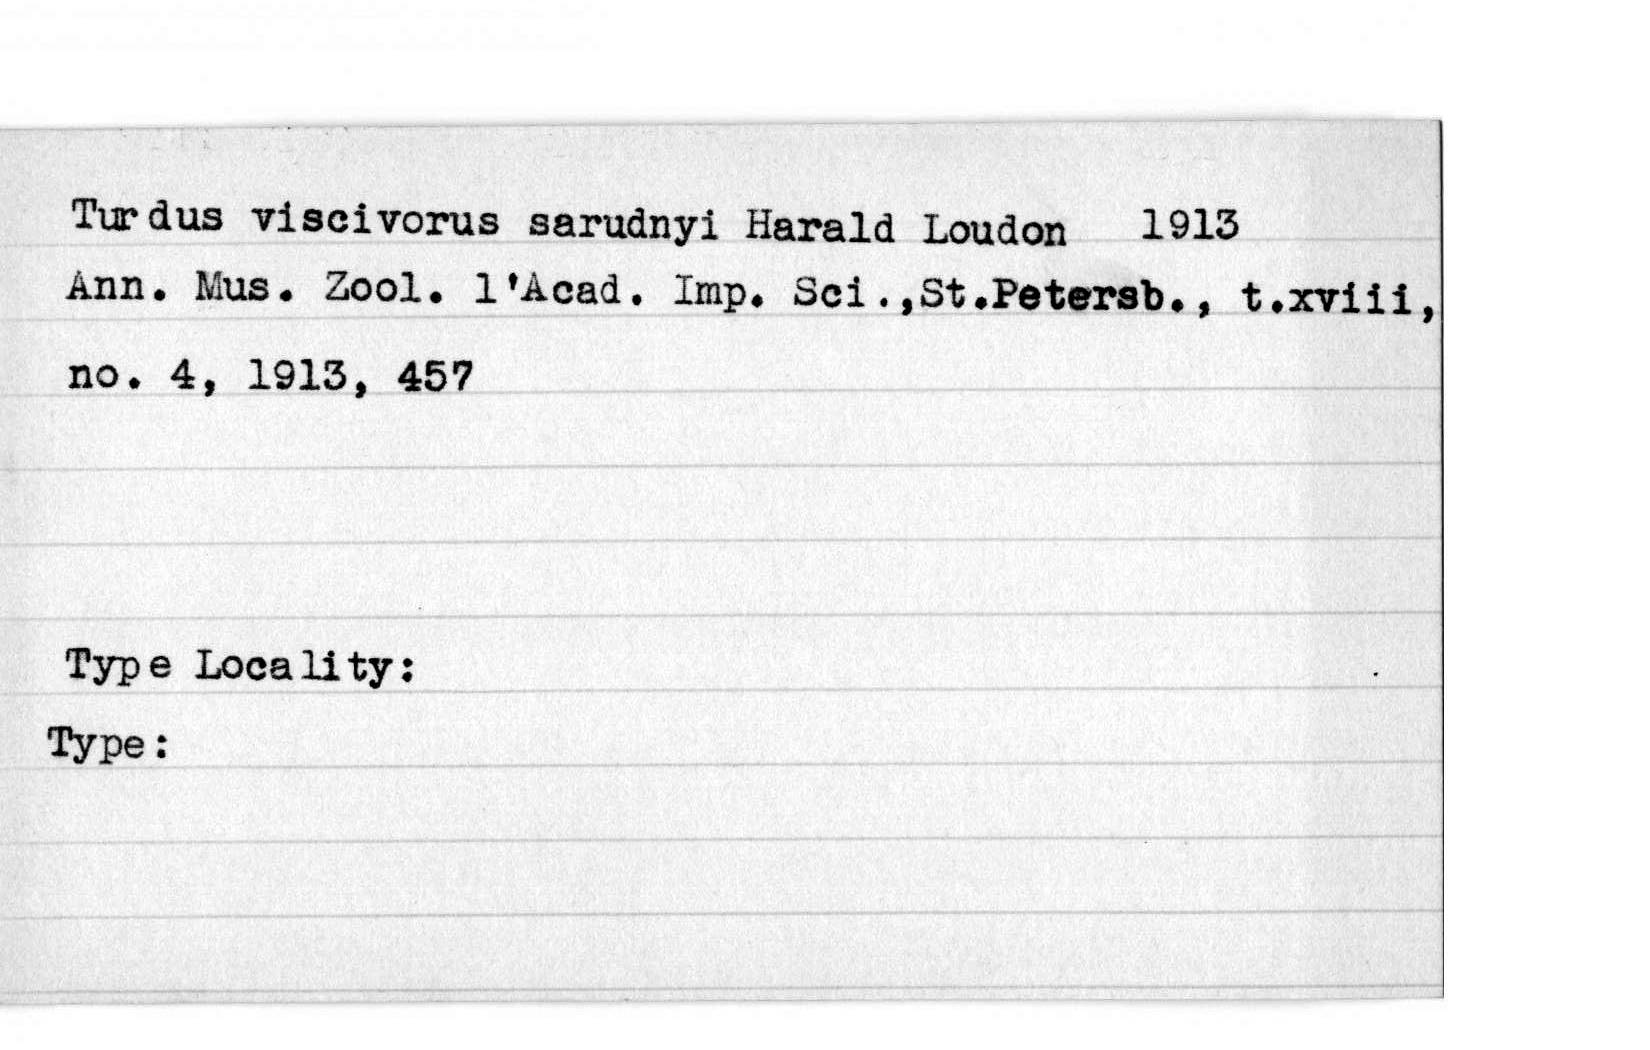 Turdus viscivorus sarudnyi Harald Loudon 1913
Ann. Mus. Zool. l'Acad. Imp. Sci.,St.Petersb., t.xviii,
no. 4, 1913, 457
Type Locality:
Type: